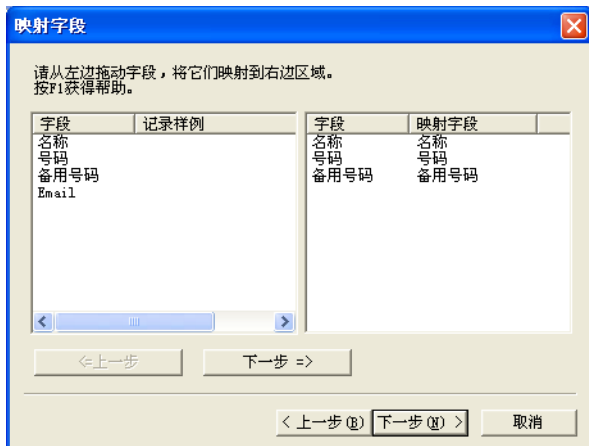 映射字段
请从左边拖动字段，将它们映射到右边区域。
按F1获得帮助。
字段 记录样例 字段 映射字段
名称 名称 名称
号码 号码 号码
备用号码 备用号码 备用号码
Email
<=上一步 下一步 =>
< 上一步(B) 下一步(N) > 取消